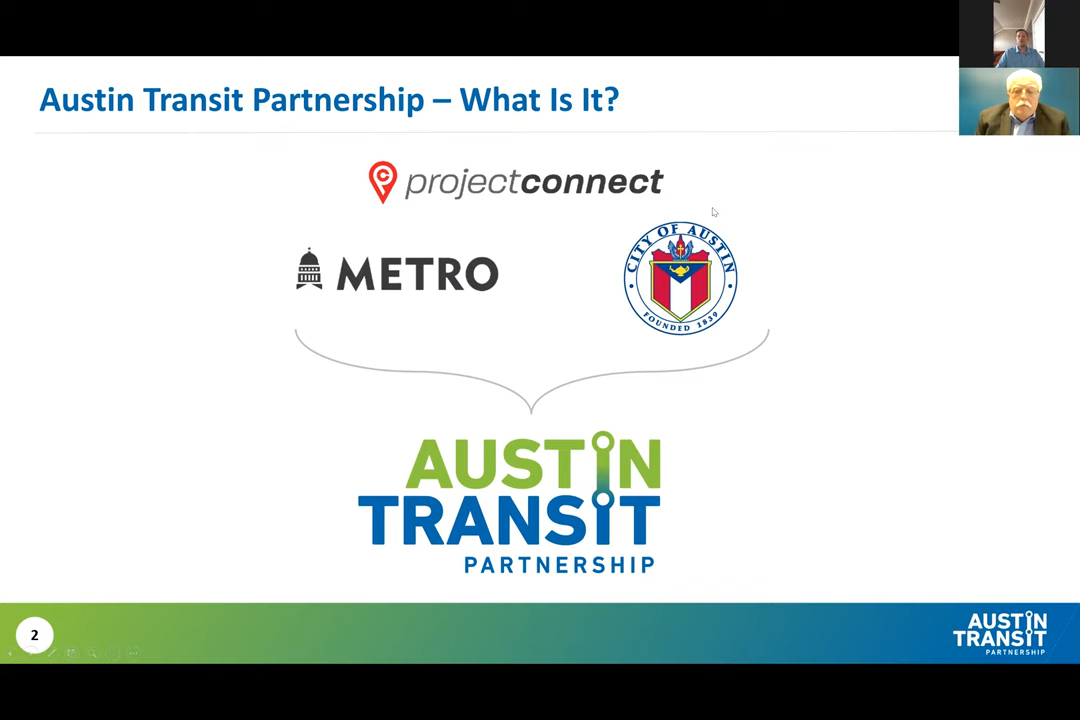 Austin Transit Partnership – What Is It?
projectconnect
METRO
CITY OF AUSTIN
FOUNDED 1839
AUSTIN
TRANSIT
PARTNERSHIP
2
AUSTIN
TRANSIT
PARTNERSHIP